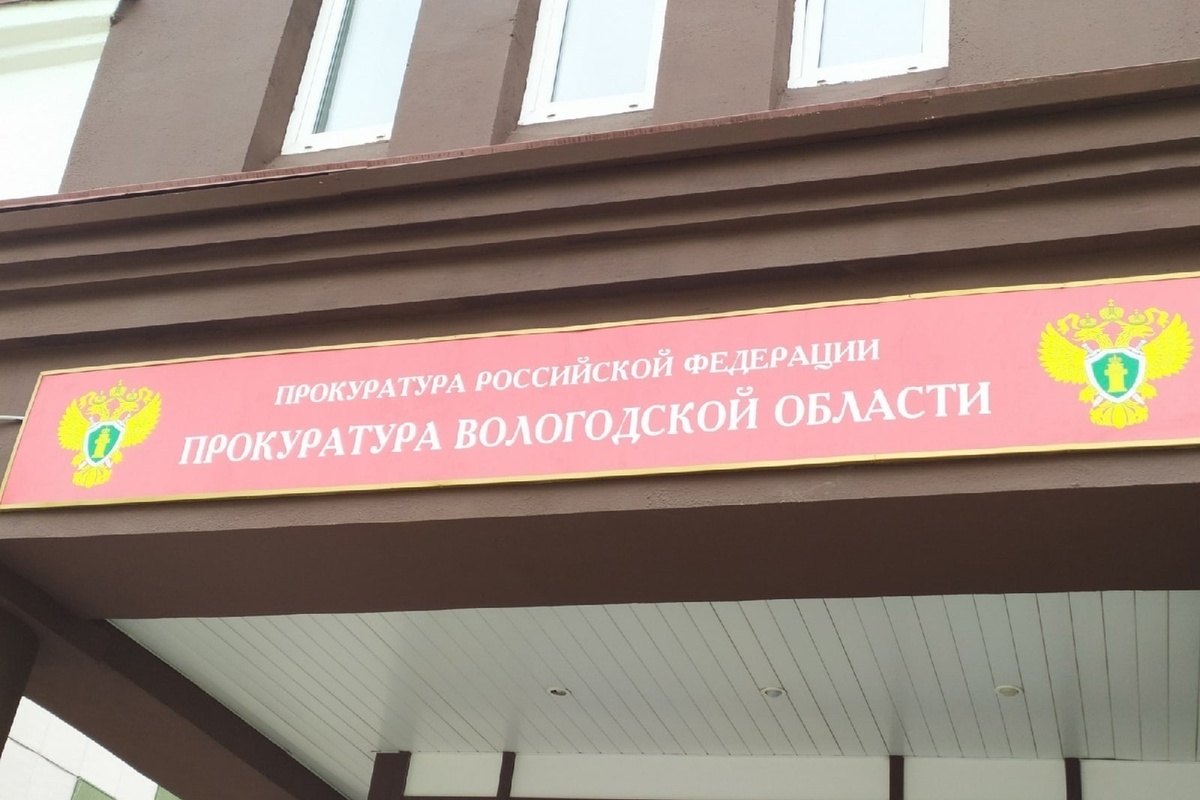 ПРОКУРАТУРА РОССИЙСКОЙ ФЕДЕРАЦИИ
ПРОКУРАТУРА ВОЛОГОДСКОЙ ОБЛАСТИ